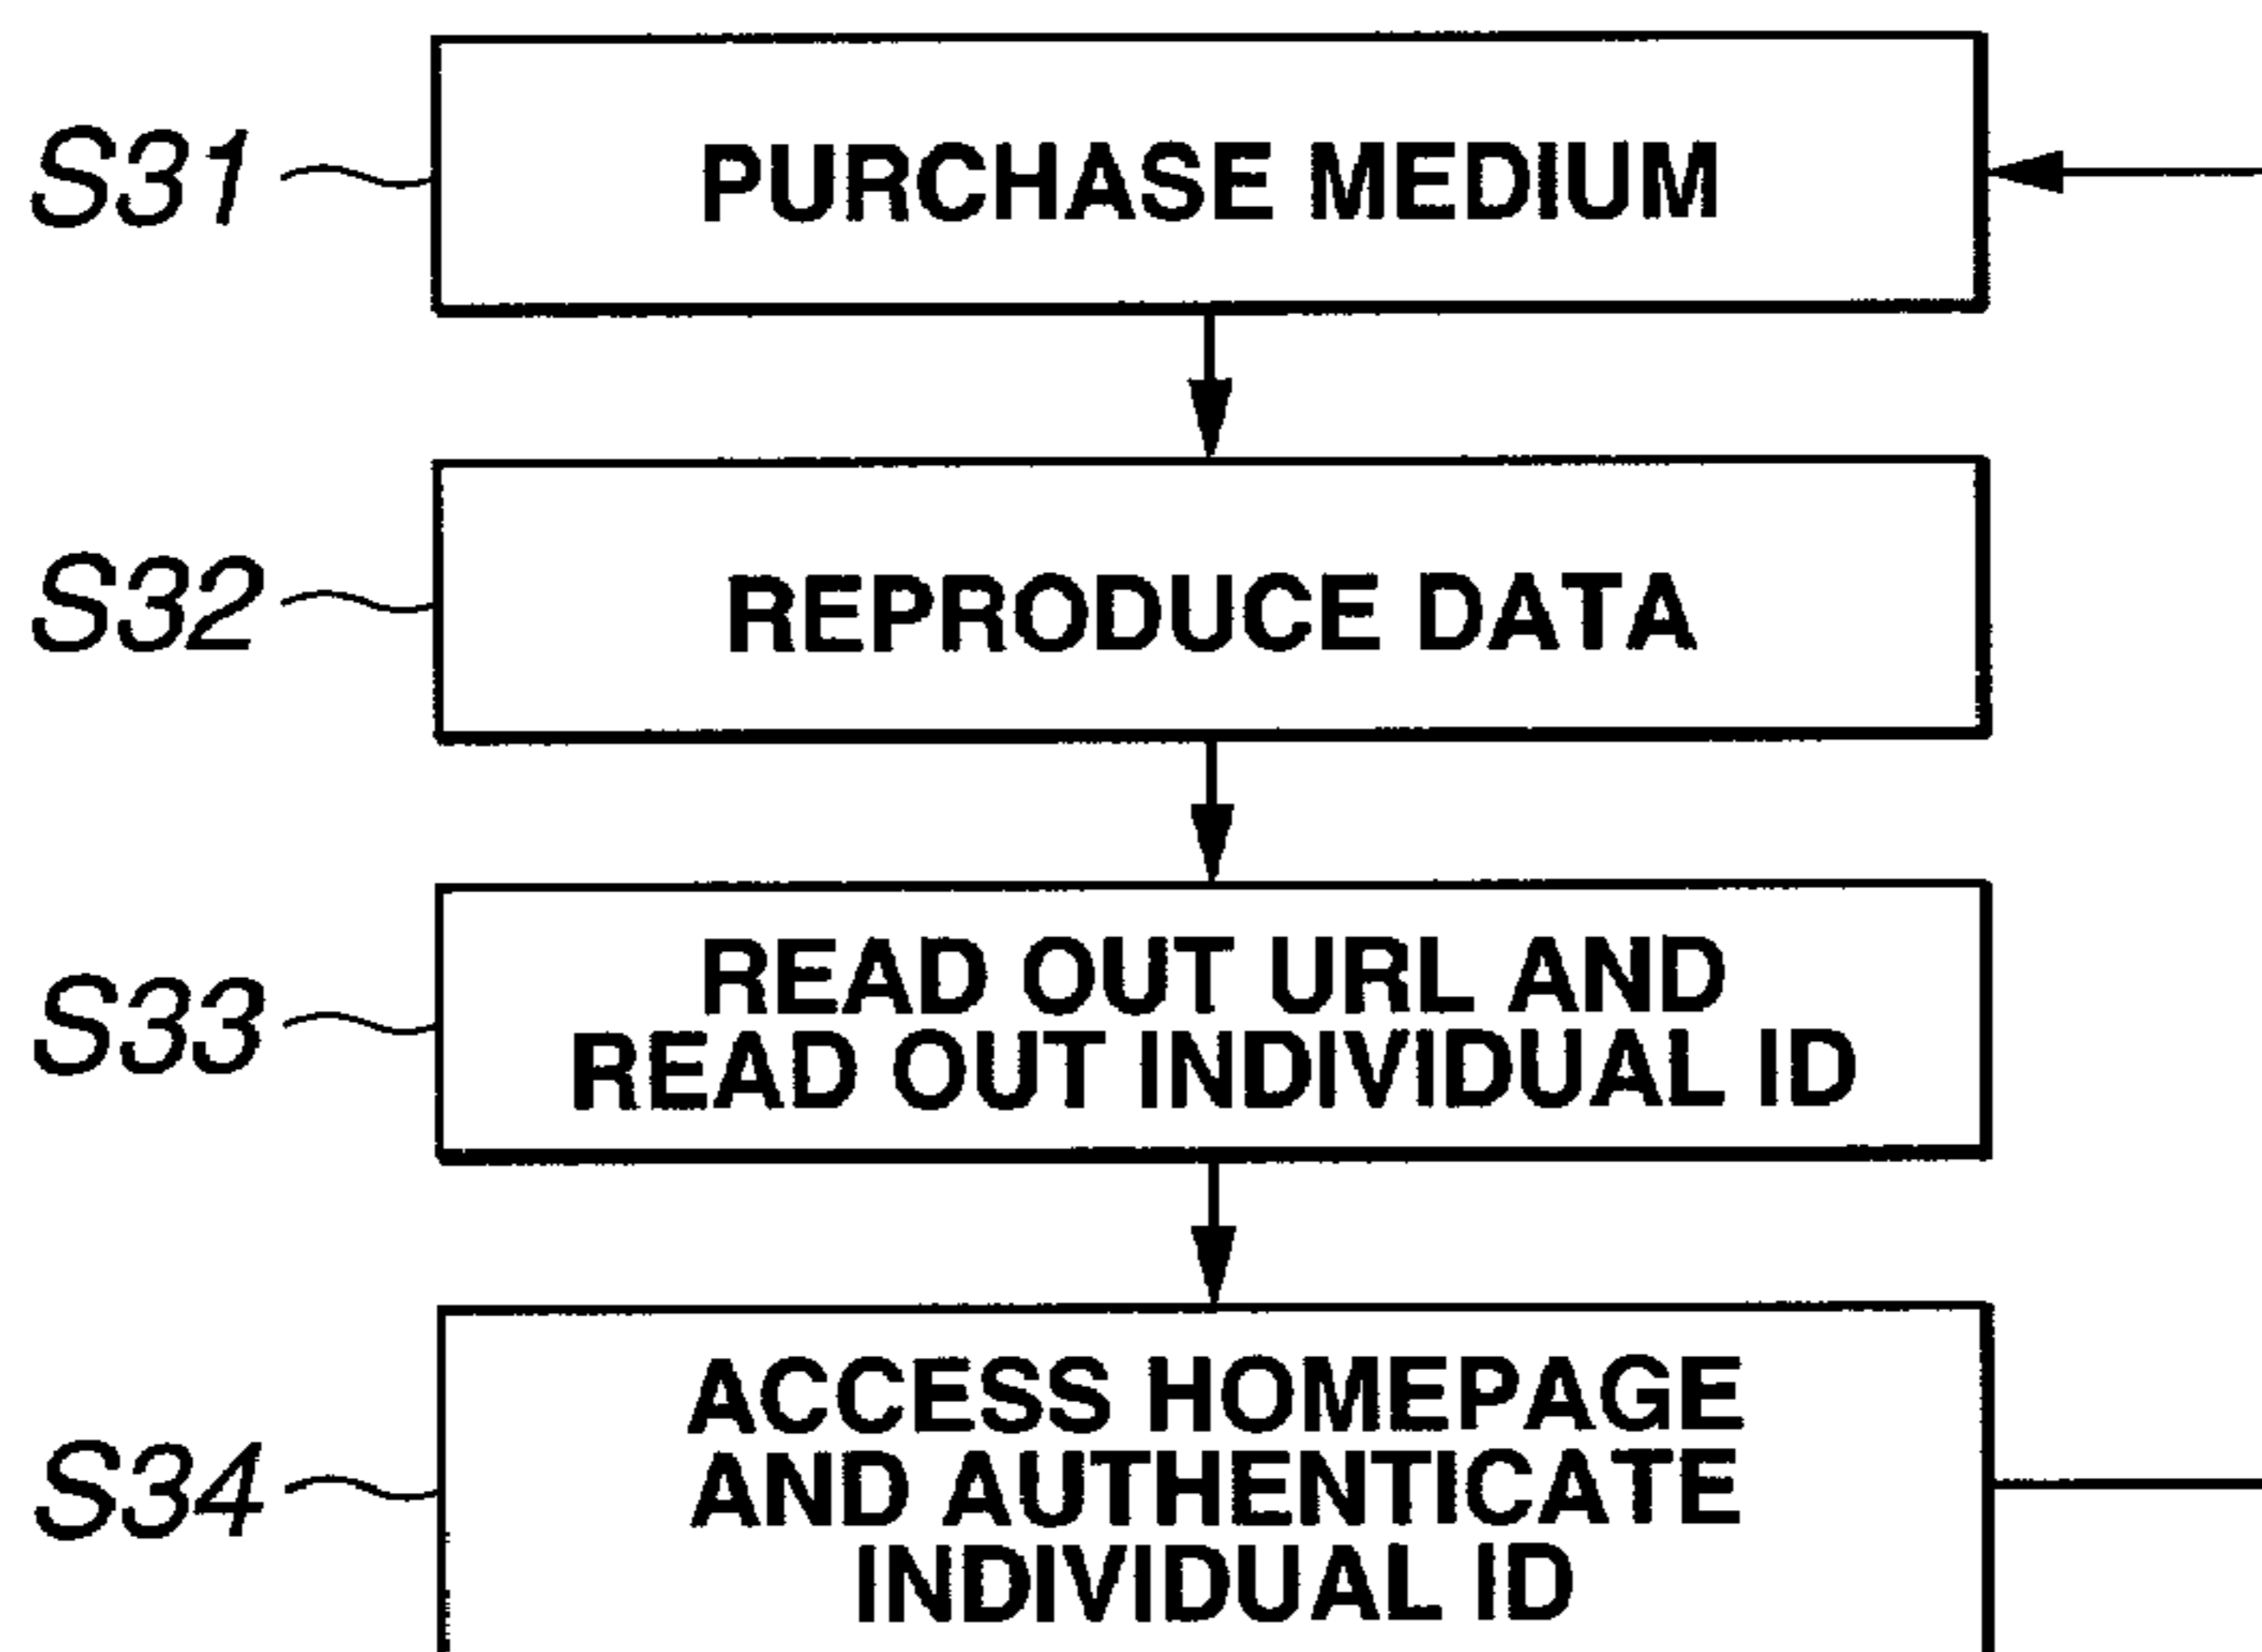 S31
PURCHASE MEDIUM
S32
REPRODUCE DATA
S33
READ OUT URL AND
READ OUT INDIVIDUAL ID
S34
ACCESS HOMEPAGE
AND AUTHENTICATE
INDIVIDUAL ID